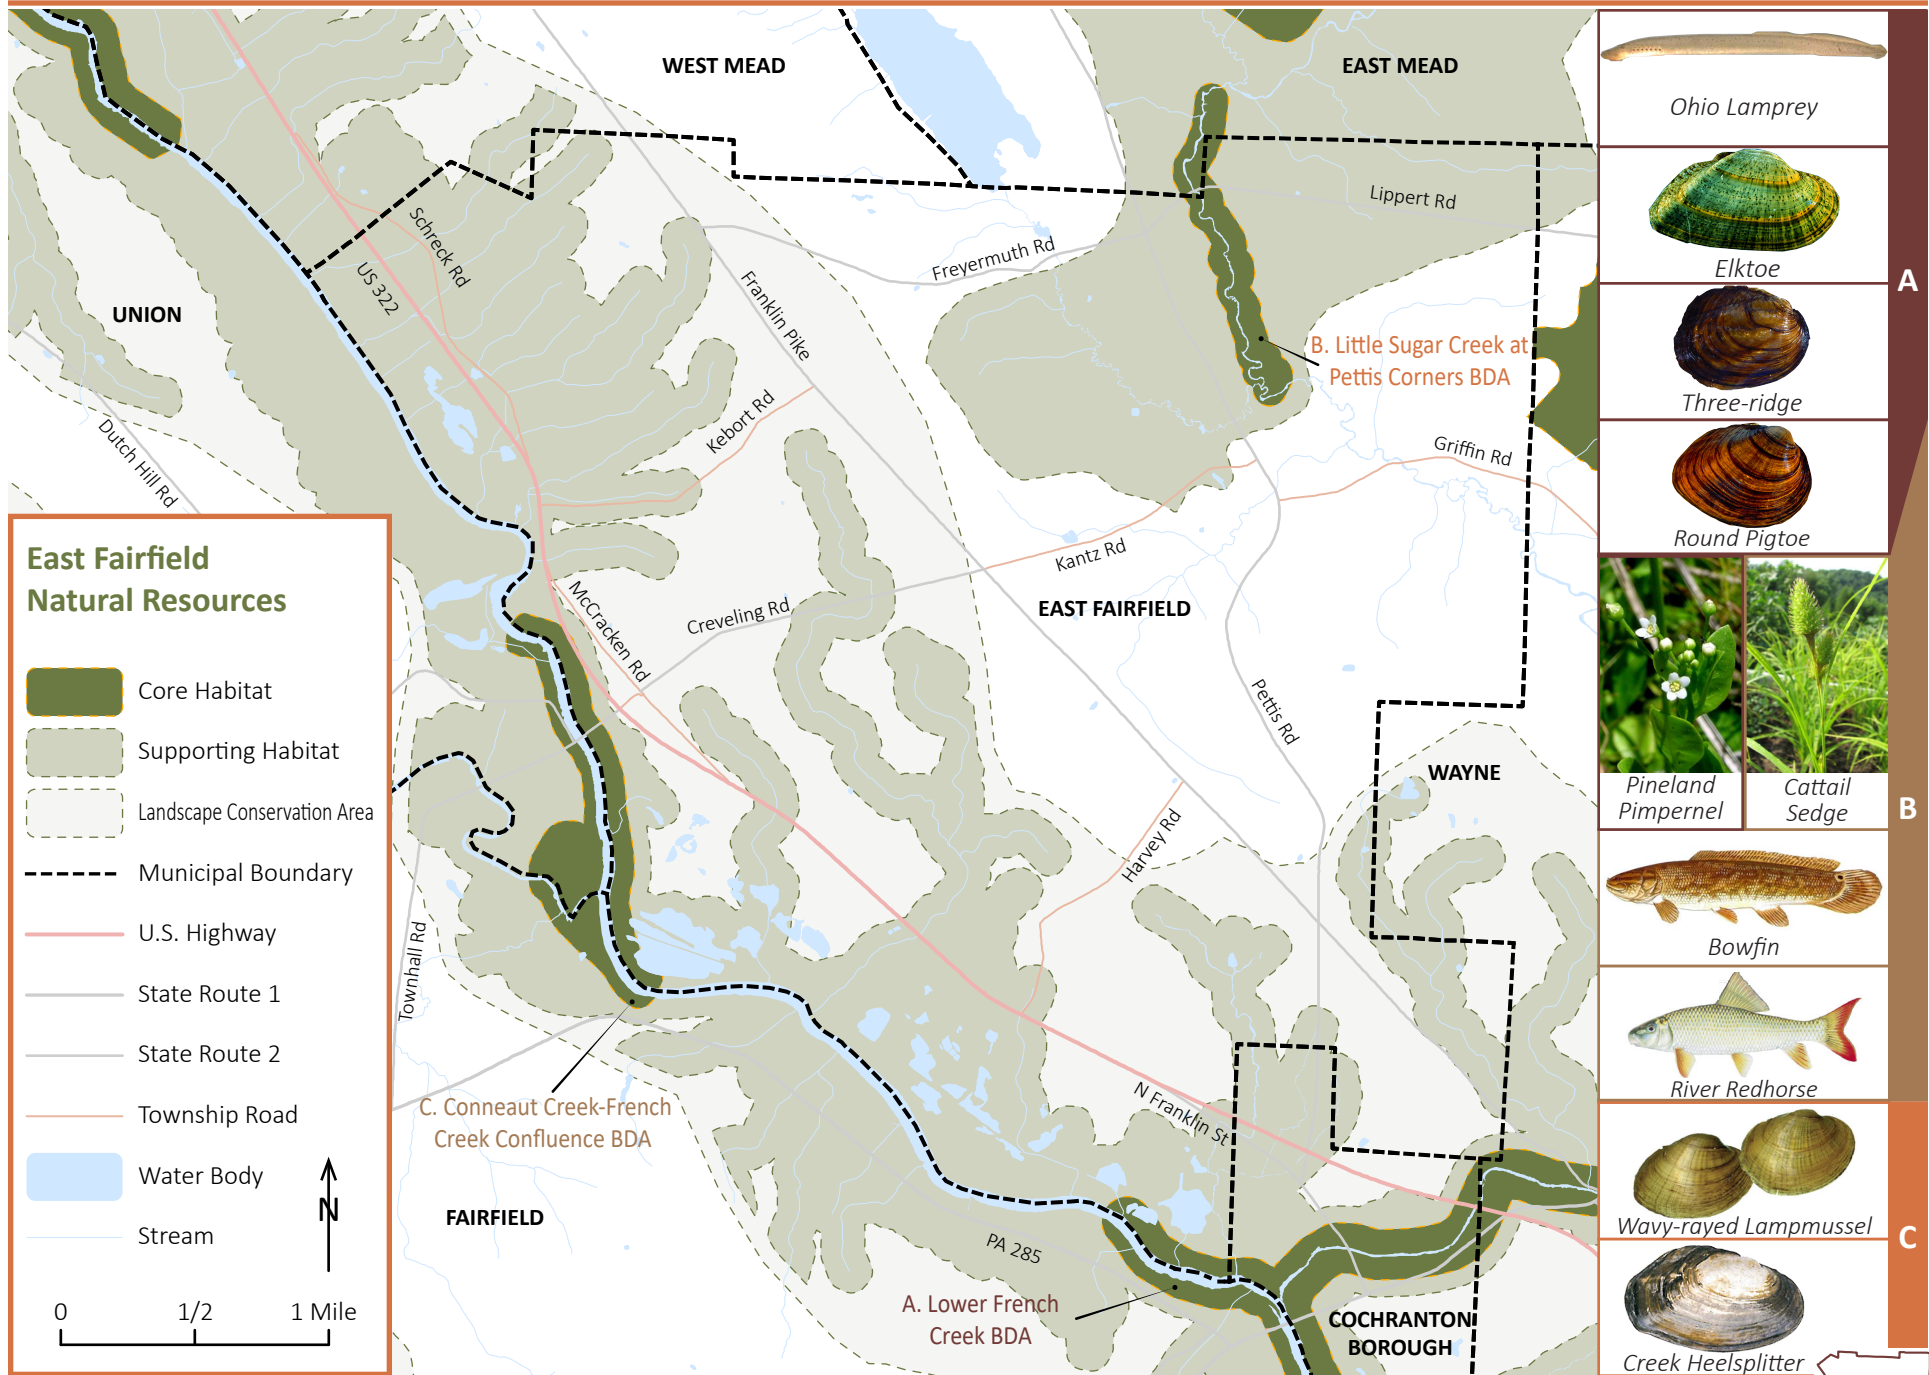 WEST MEAD
EAST MEAD
Lippert Rd
Freyermuth Rd
Schreck Rd
US 322
Franklin Pike
UNION
B. Little Sugar Creek at
Pettis Corners BDA
Kebort Rd
Dutch Hill Rd
Griffin Rd
Kantz Rd
McCracken Rd
Creveling Rd
EAST FAIRFIELD
Pettis Rd
WAYNE
Harvey Rd
Townhall Rd
C. Conneaut Creek-French
Creek Confluence BDA
N Franklin St
FAIRFIELD
PA 285
A. Lower French
Creek BDA
COCHRANTON
BOROUGH
East Fairfield
Natural Resources
Core Habitat
Supporting Habitat
Landscape Conservation Area
Municipal Boundary
U.S. Highway
State Route 1
State Route 2
Township Road
Water Body
Stream
N
0 1/2 1 Mile
Ohio Lamprey
Elktoe
A
Three-ridge
Round Pigtoe
Pineland
Pimpernel
Cattail
Sedge
B
Bowfin
River Redhorse
Wavy-rayed Lampmussel
C
Creek Heelsplitter